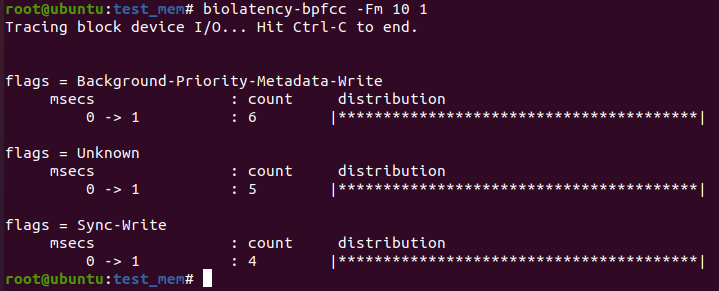 root@ubuntu:test_mem# biolatency-bpfcc -Fm 10 1
Tracing block device I/O... Hit Ctrl-C to end.
flags = Background-Priority-Metadata-Write
msecs : count distribution
0 -> 1 : 6 |****************************************|
flags = Unknown
msecs : count distribution
0 -> 1 : 5 |****************************************|
flags = Sync-Write
msecs : count distribution
0 -> 1 : 4 |****************************************|
root@ubuntu:test_mem#